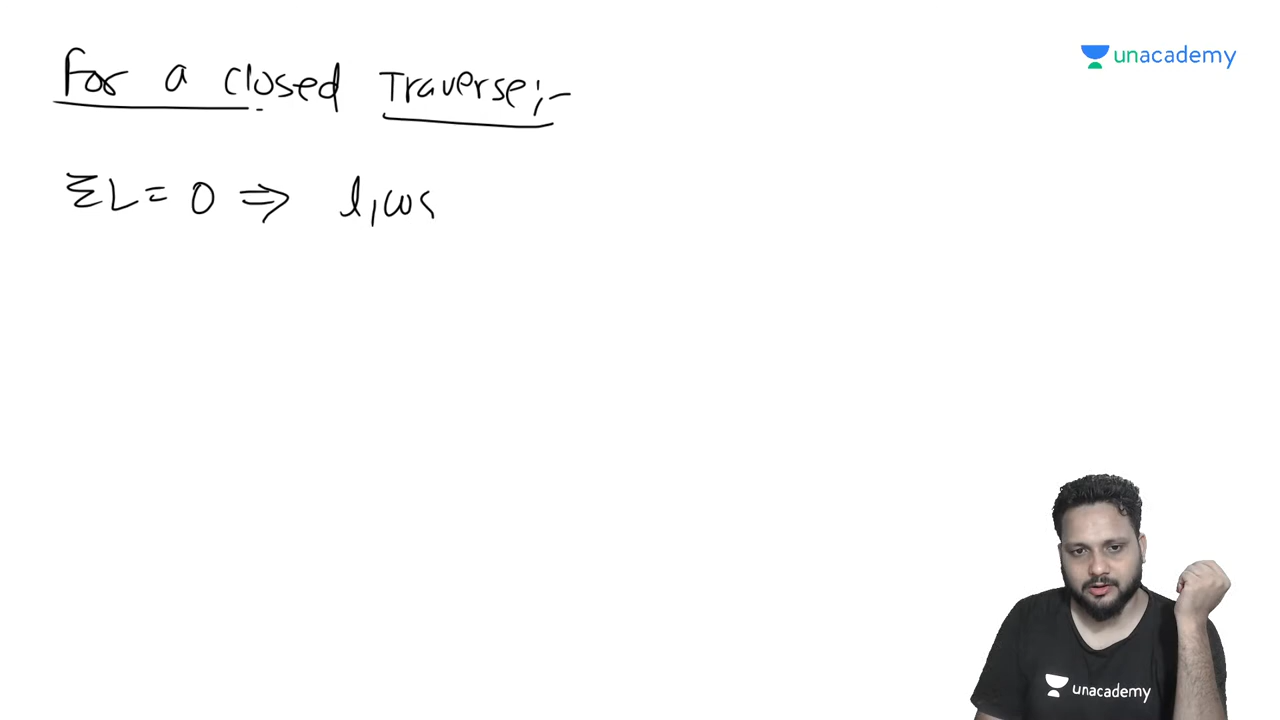 unacademy
For a closed Traverse;-
ΣL = 0 ⇒ l₁cos
unacademy